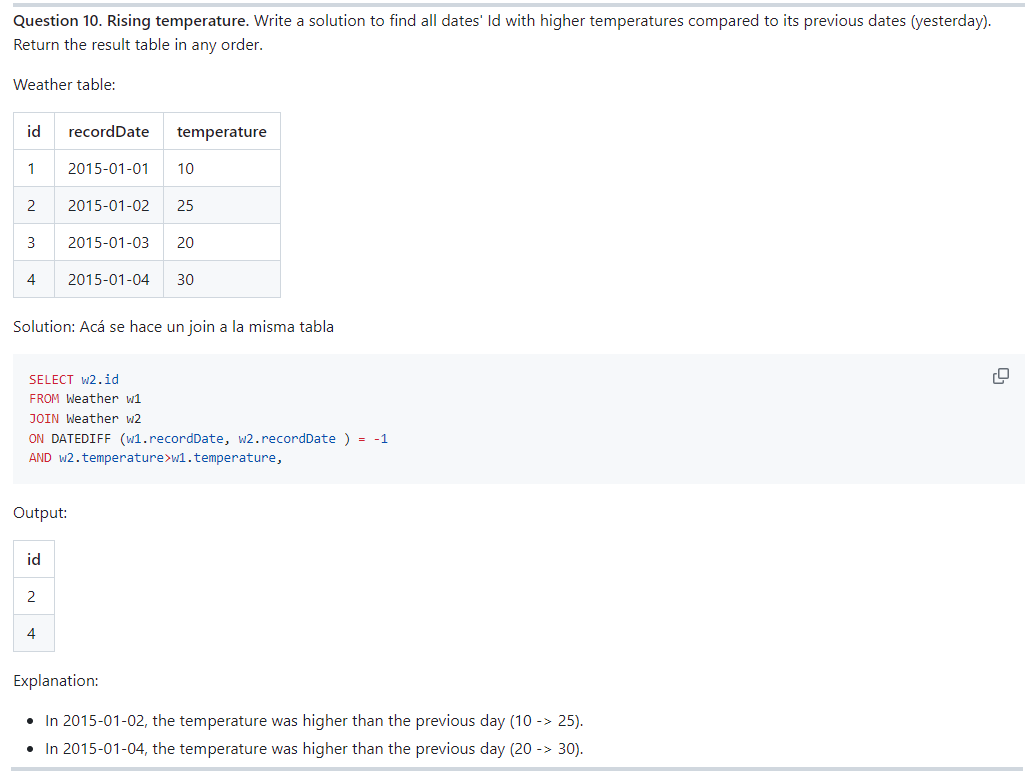 Question 10. Rising temperature. Write a solution to find all dates' Id with higher temperatures compared to its previous dates (yesterday).
Return the result table in any order.
Weather table:
id recordDate temperature
1 2015-01-01 10
2 2015-01-02 25
3 2015-01-03 20
4 2015-01-04 30
Solution: Acá se hace un join a la misma tabla
SELECT w2.id
FROM Weather w1
JOIN Weather w2
ON DATEDIFF (w1.recordDate, w2.recordDate ) = -1
AND w2.temperature>w1.temperature,
Output:
id
2
4
Explanation:
• In 2015-01-02, the temperature was higher than the previous day (10 -> 25).
• In 2015-01-04, the temperature was higher than the previous day (20 -> 30).